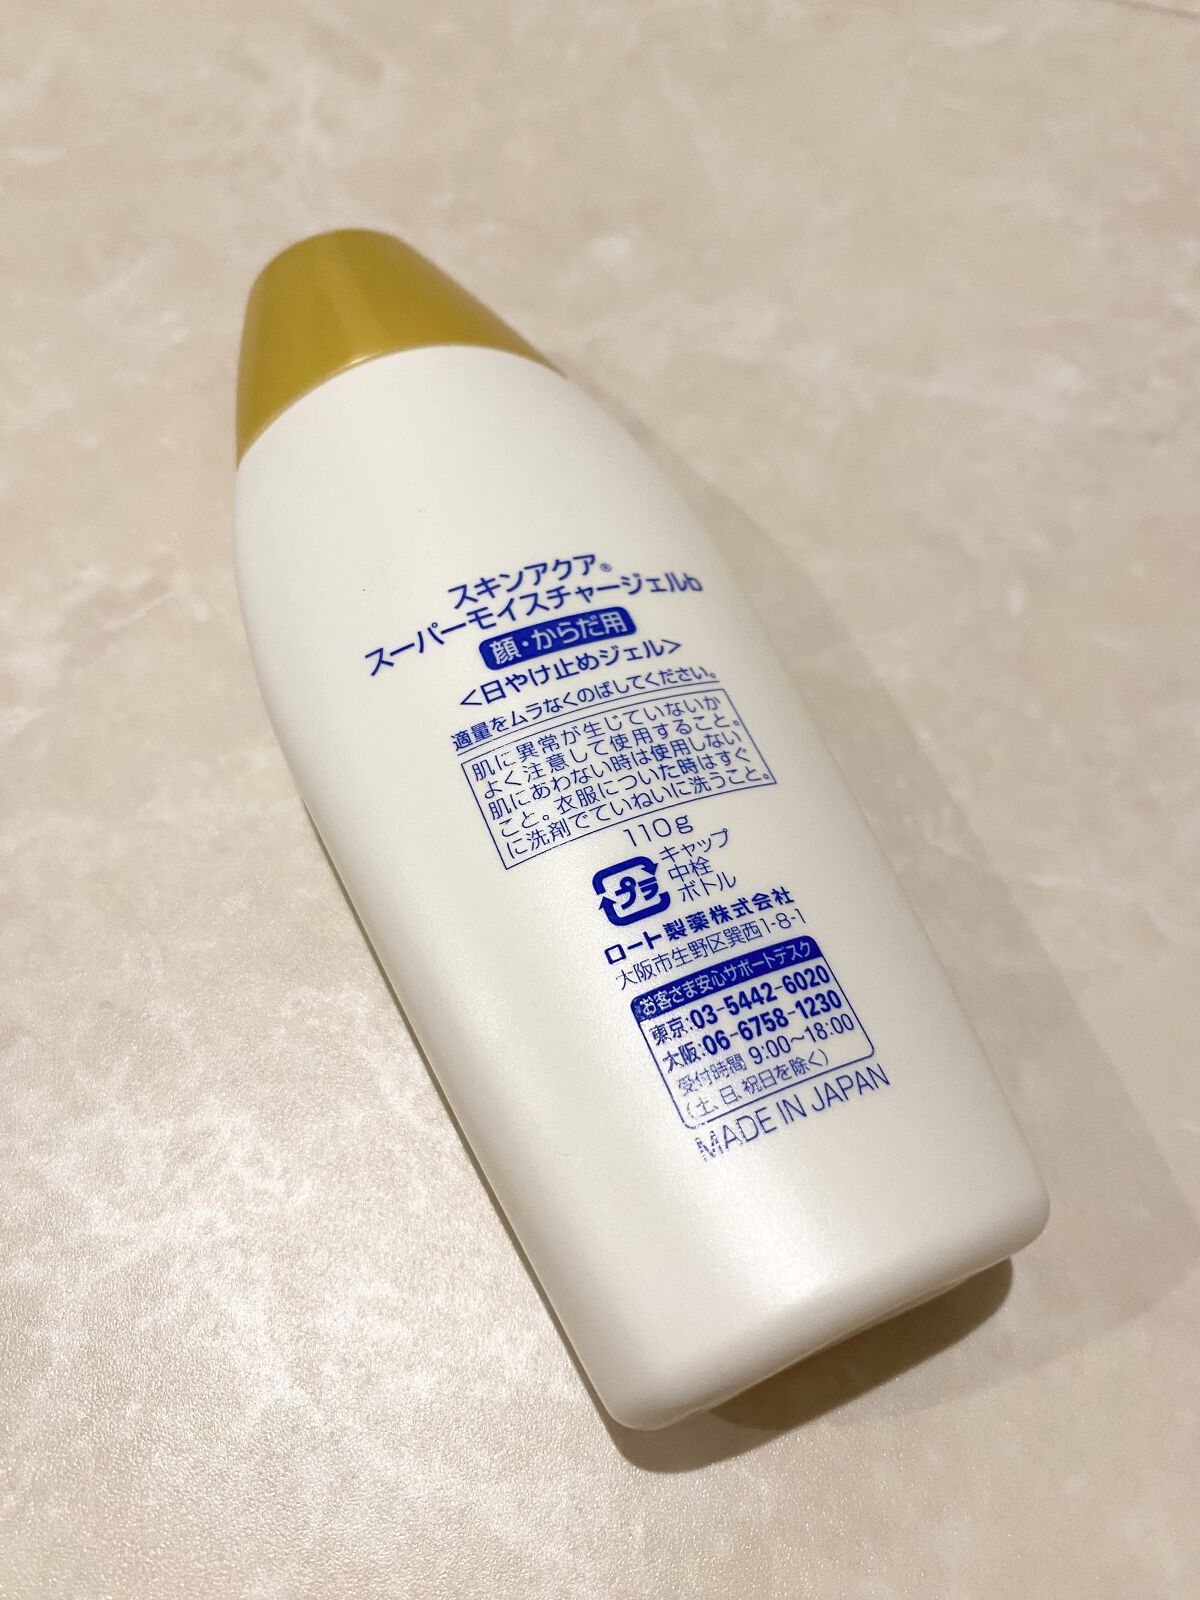 スキンアクア®
スーパーモイスチャージェルb
顔・からだ用
<日やけ止めジェル>
適量をムラなくのばしてください。
肌に異常が生じていないか
よく注意して使用すること。
肌にあわない時は使用しない
こと。衣服についた時はすぐ
に洗剤でていねいに洗うこと。
110g
プラ
キャップ
中栓
ボトル
ロート製薬株式会社
大阪市生野区巽西1-8-1
お客さま安心サポートデスク
東京:03-5442-6020
大阪:06-6758-1230
受付時間 9:00〜18:00
(土、日、祝日を除く)
MADE IN JAPAN